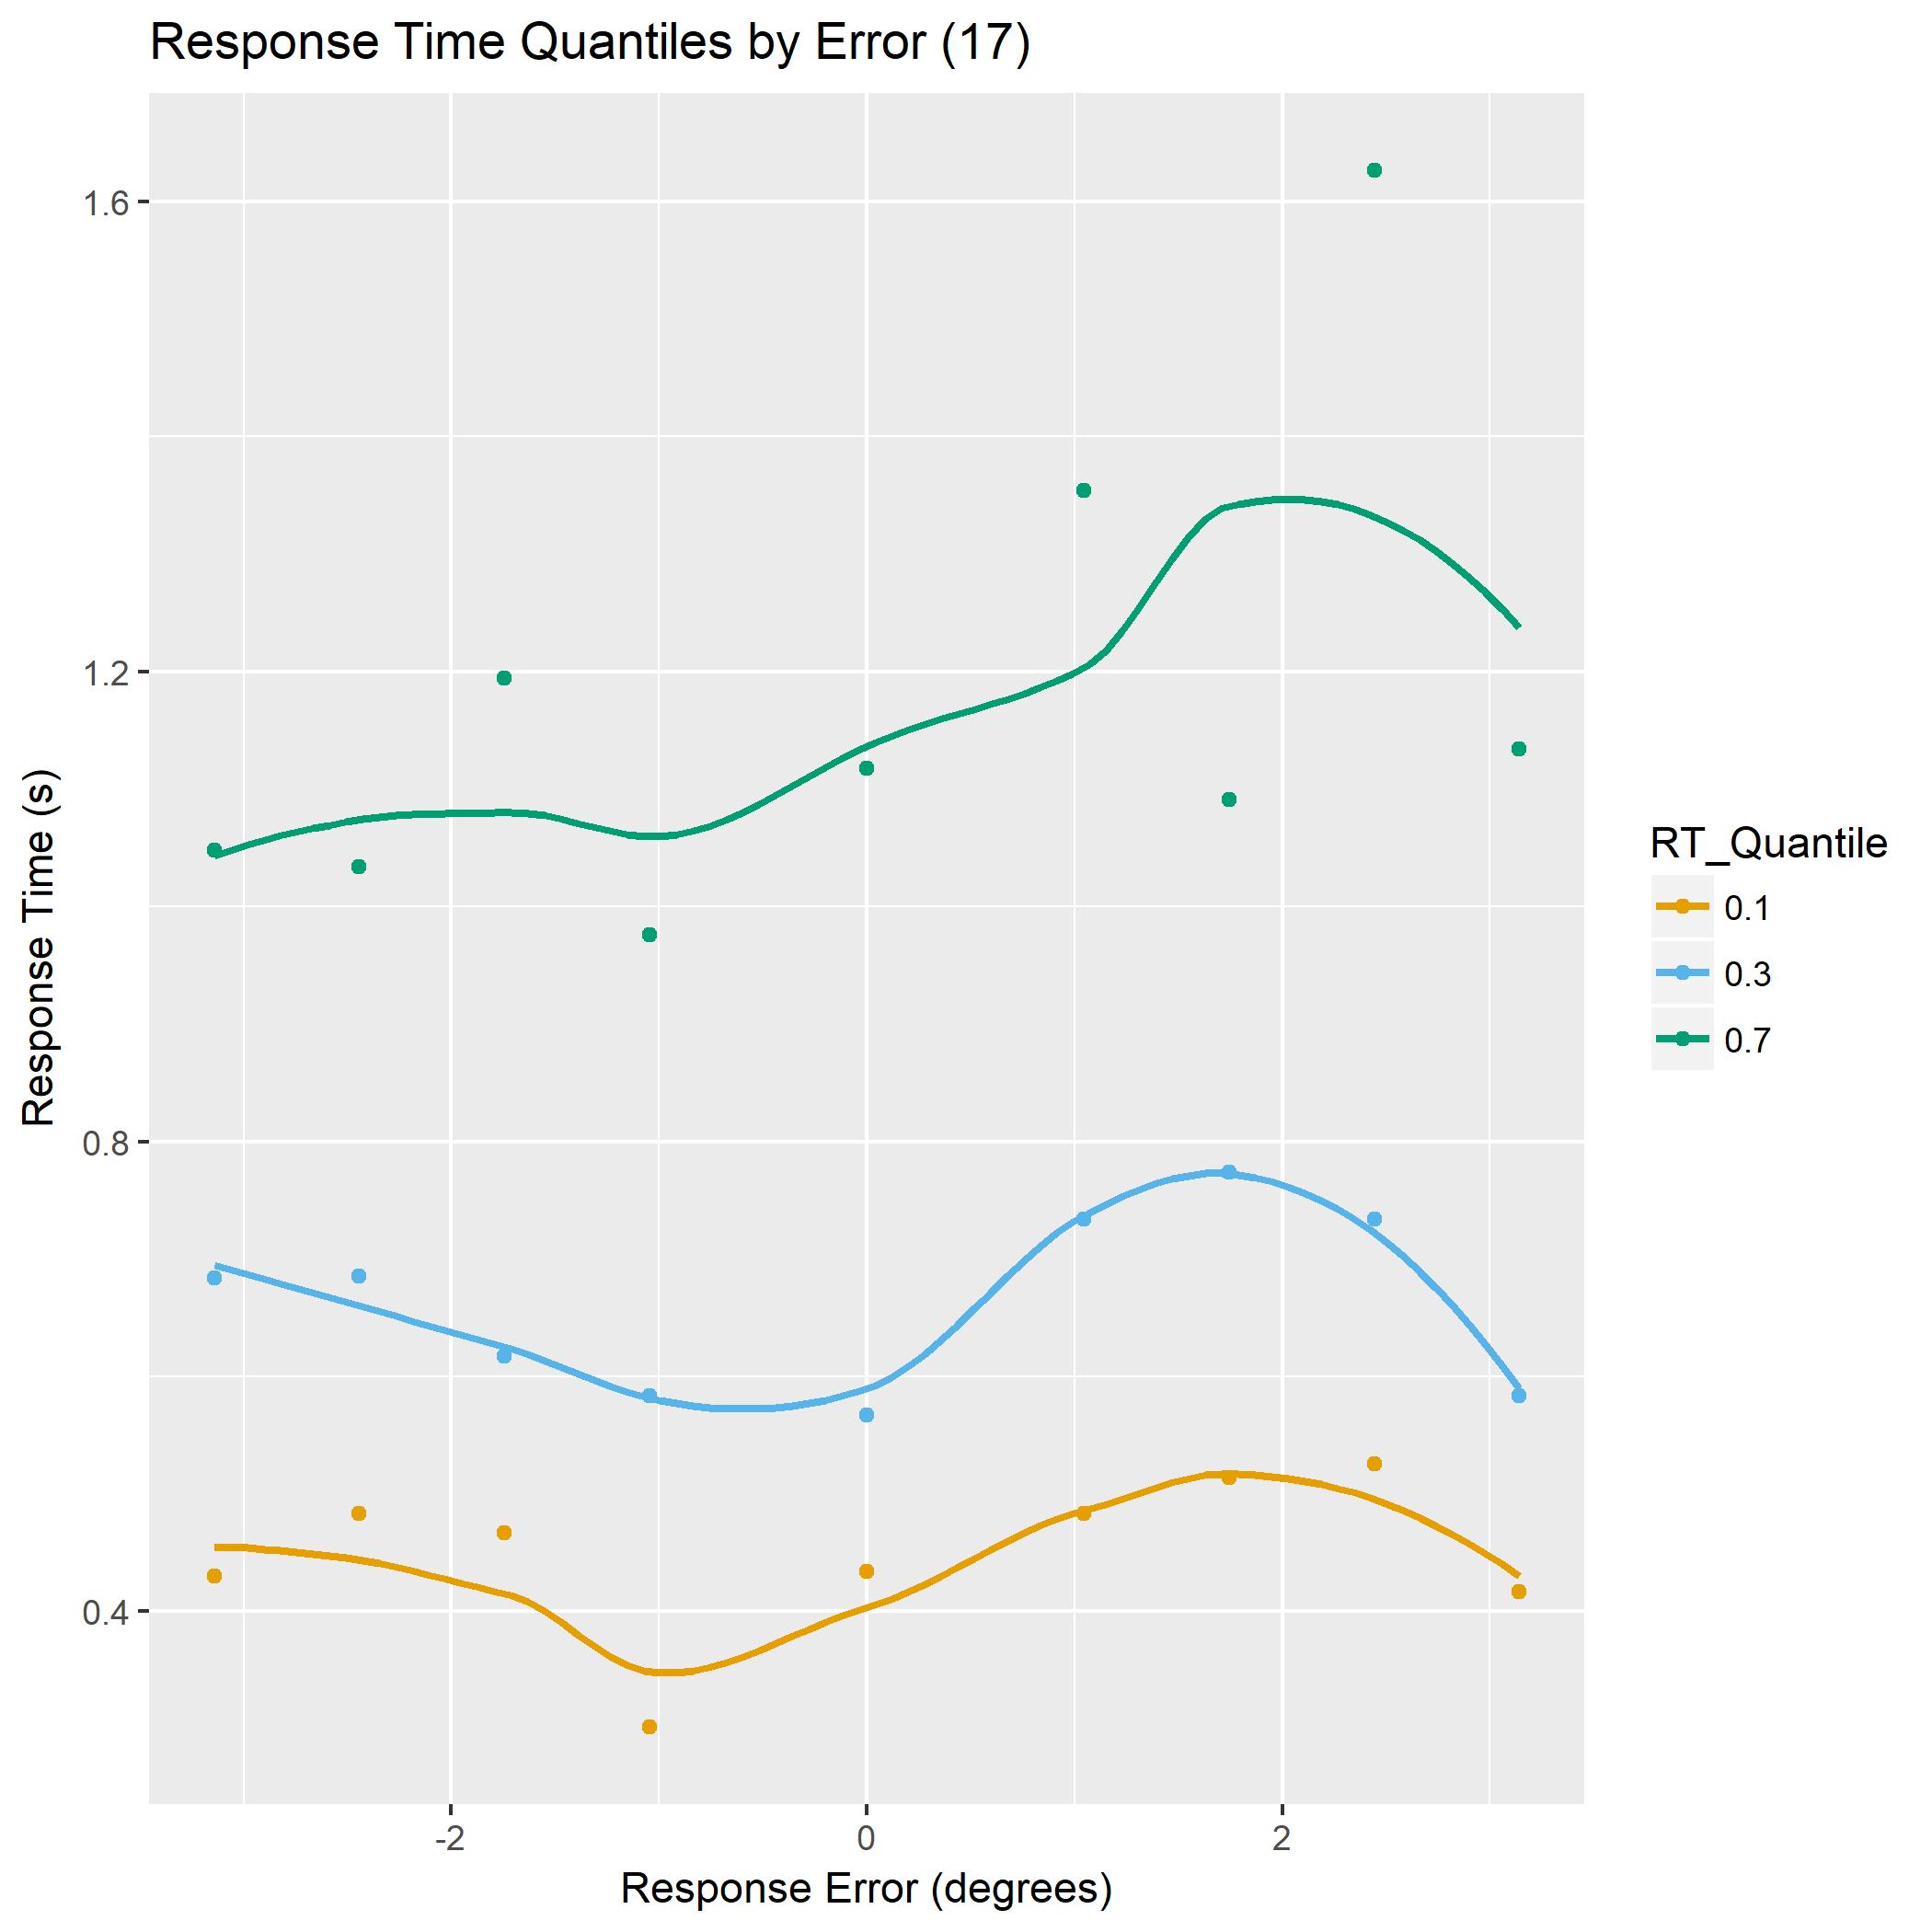 Response Time Quantiles by Error (17)
1.6
1.2
0.8
0.4
Response Time (s)
-2 0 2
Response Error (degrees)
RT_Quantile
0.1
0.3
0.7